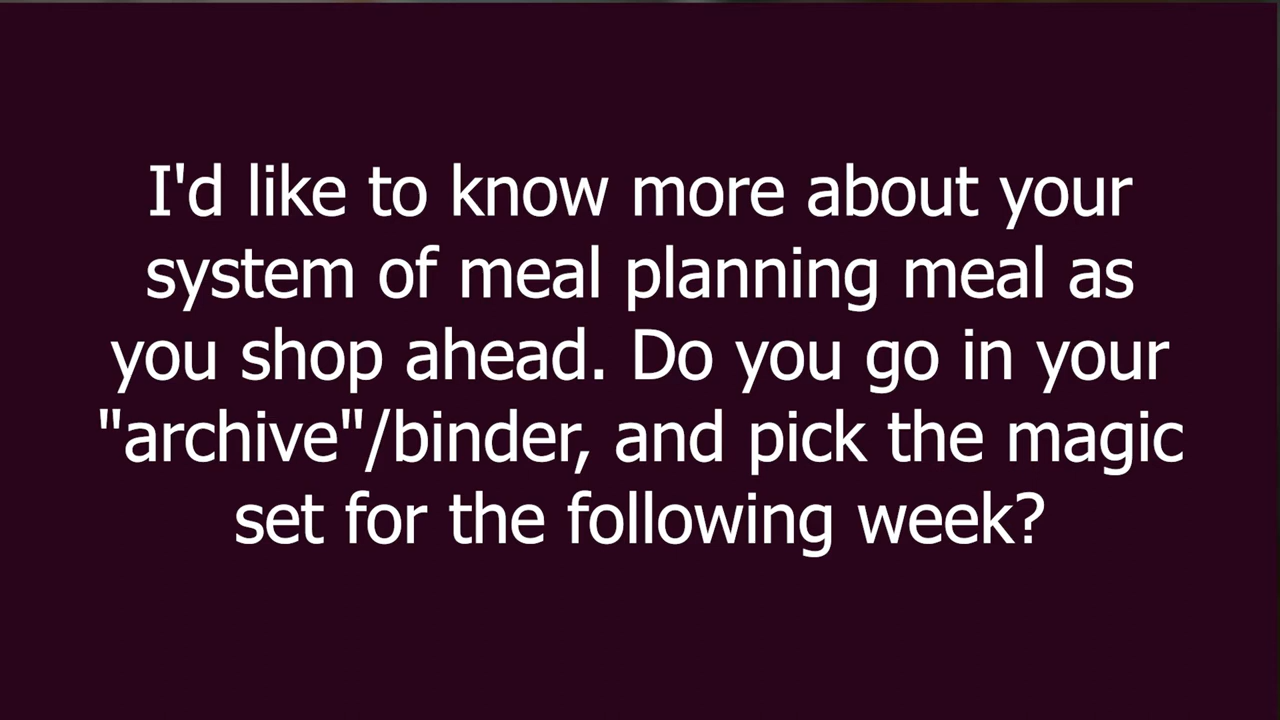 I'd like to know more about your
system of meal planning meal as
you shop ahead. Do you go in your
"archive"/binder, and pick the magic
set for the following week?